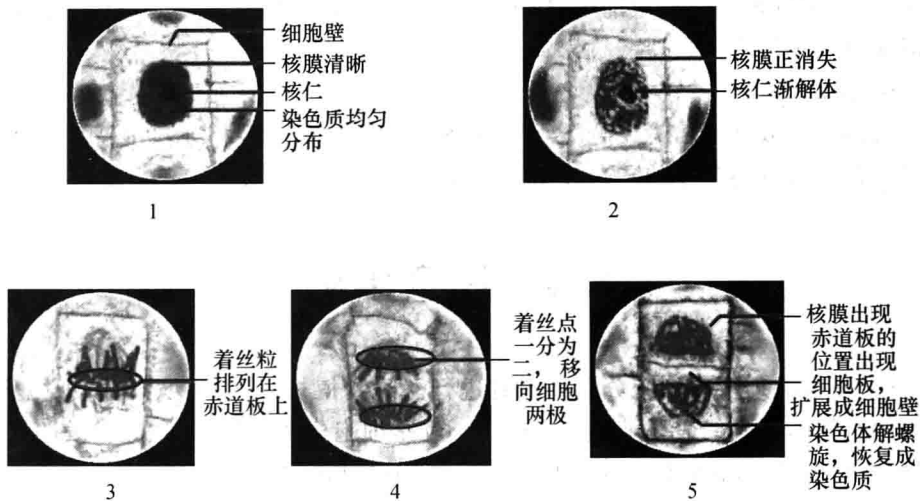 细胞壁
核膜清晰
核仁
染色质均匀
分布
1
核膜正消失
核仁渐解体
2
着丝粒
排列在
赤道板上
3
着丝点
一分为
二，移
向细胞
两极
4
核膜出现
赤道板的
位置出现
细胞板，
扩展成细胞壁
染色体解螺
旋，恢复成
染色质
5